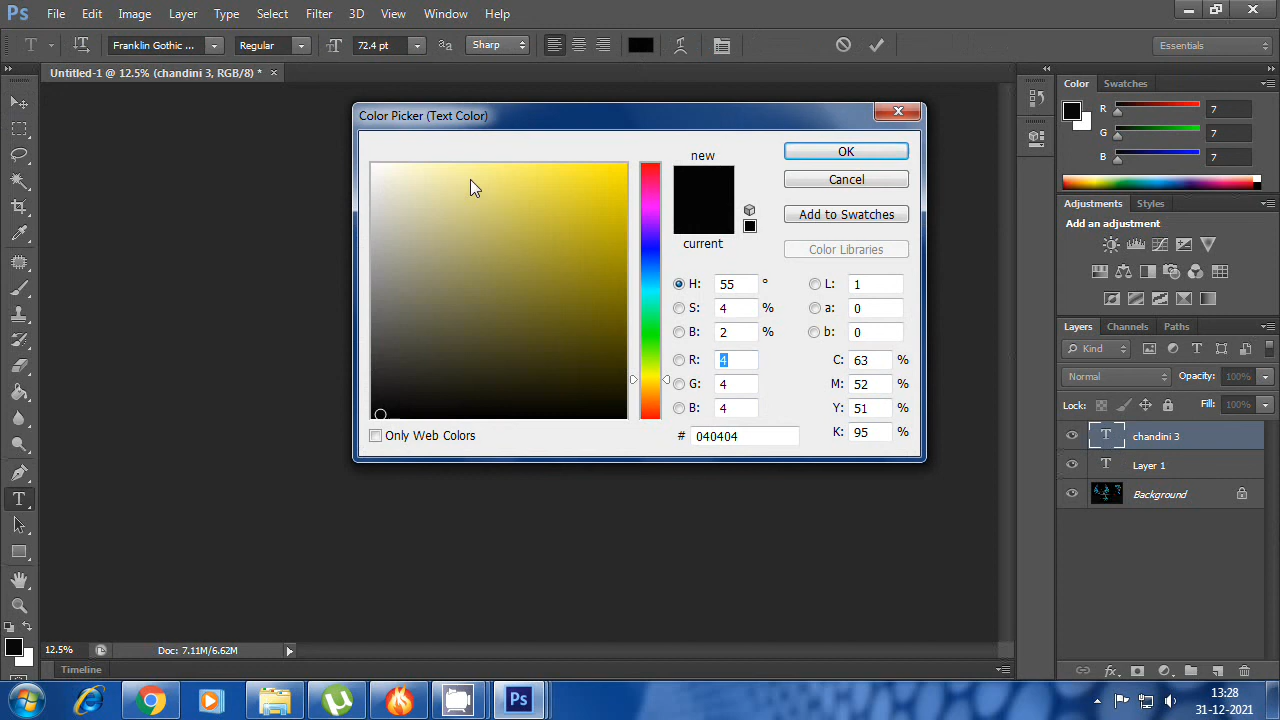 Ps File Edit Image Layer Type Select Filter 3D View Window Help
T Franklin Gothic ... Regular 72.4 pt Sharp Essentials
Untitled-1 @ 12.5% (chandini 3, RGB/8) * ×
Color Picker (Text Color)
new
current
OK
Cancel
Add to Swatches
Color Libraries
H: 55 °
S: 4 %
B: 2 %
R: 4
G: 4
B: 4
# 040404
L: 1
a: 0
b: 0
C: 63 %
M: 52 %
Y: 51 %
K: 95 %
Only Web Colors
Color Swatches
R 7
G 7
B 7
Adjustments Styles
Add an adjustment
Layers Channels Paths
Kind
Normal Opacity: 100%
Lock: Fill: 100%
T chandini 3
T Layer 1
Background
12.5% Doc: 7.11M/6.62M
Timeline
Ps
13:28
31-12-2021